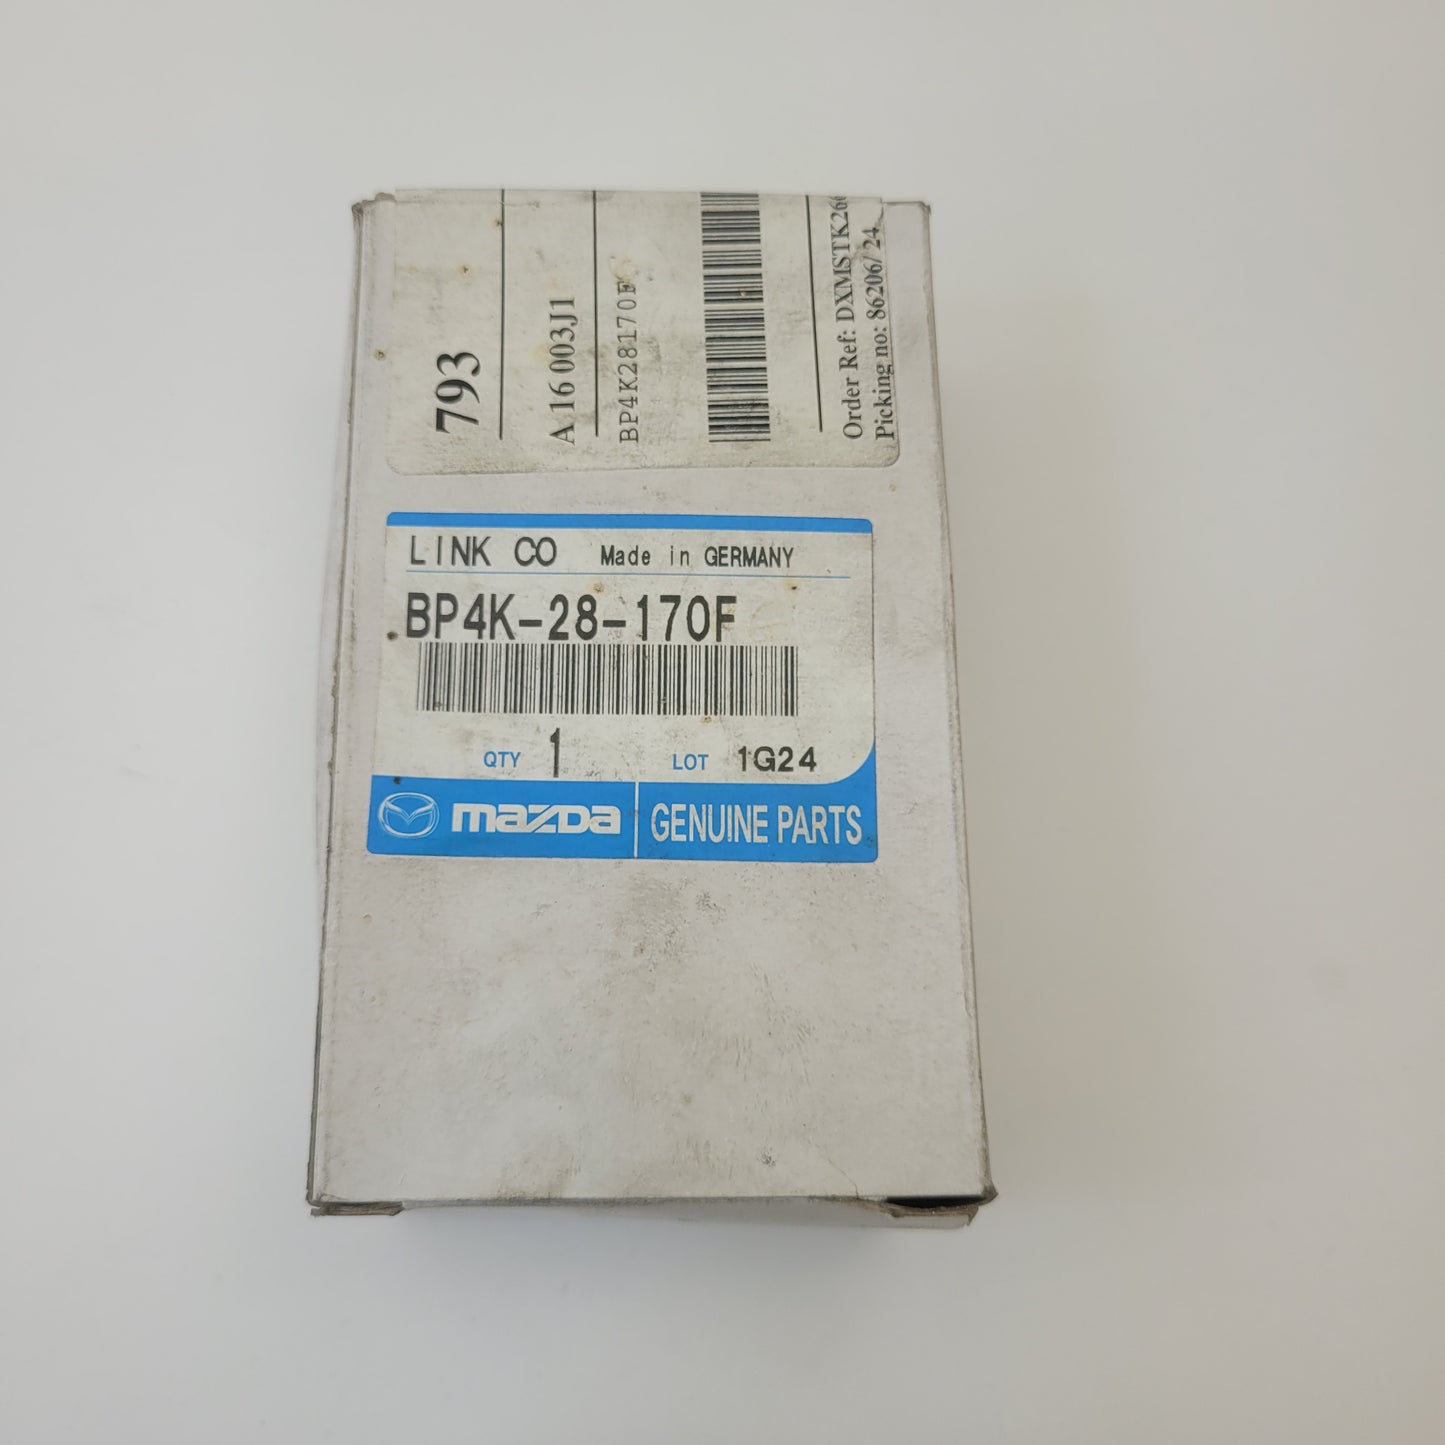 793
A 16 003J1
BP4K28170F
Order Ref: DXMSTK266
Picking no: 86206/ 24
LINK CO Made in GERMANY
BP4K-28-170F
QTY 1 LOT 1G24
mazda GENUINE PARTS